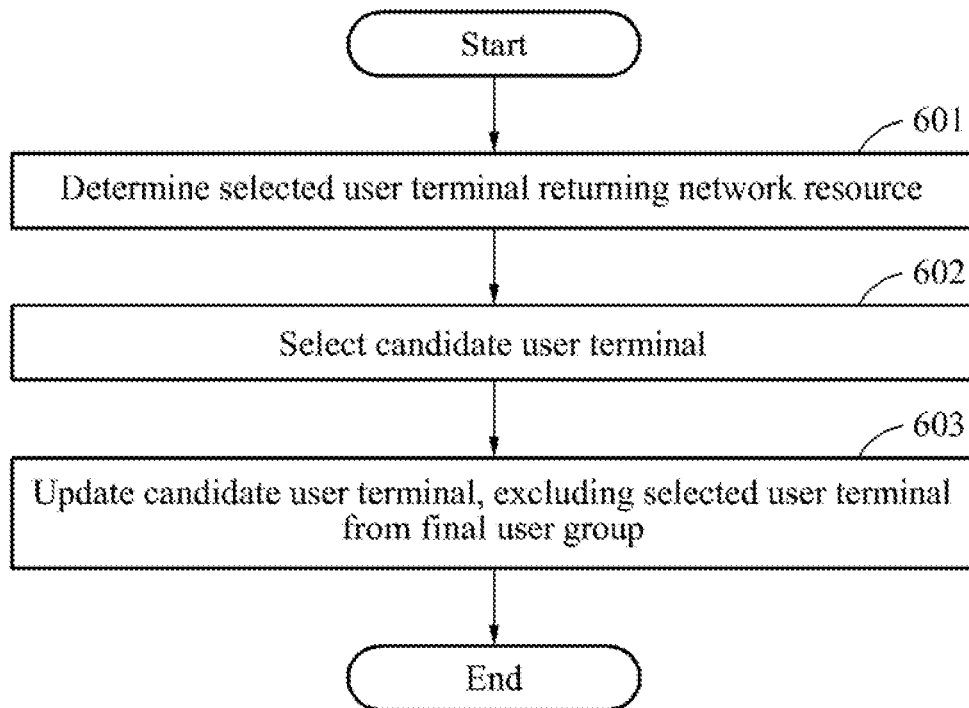 Start
601
Determine selected user terminal returning network resource
602
Select candidate user terminal
603
Update candidate user terminal, excluding selected user terminal
from final user group
End